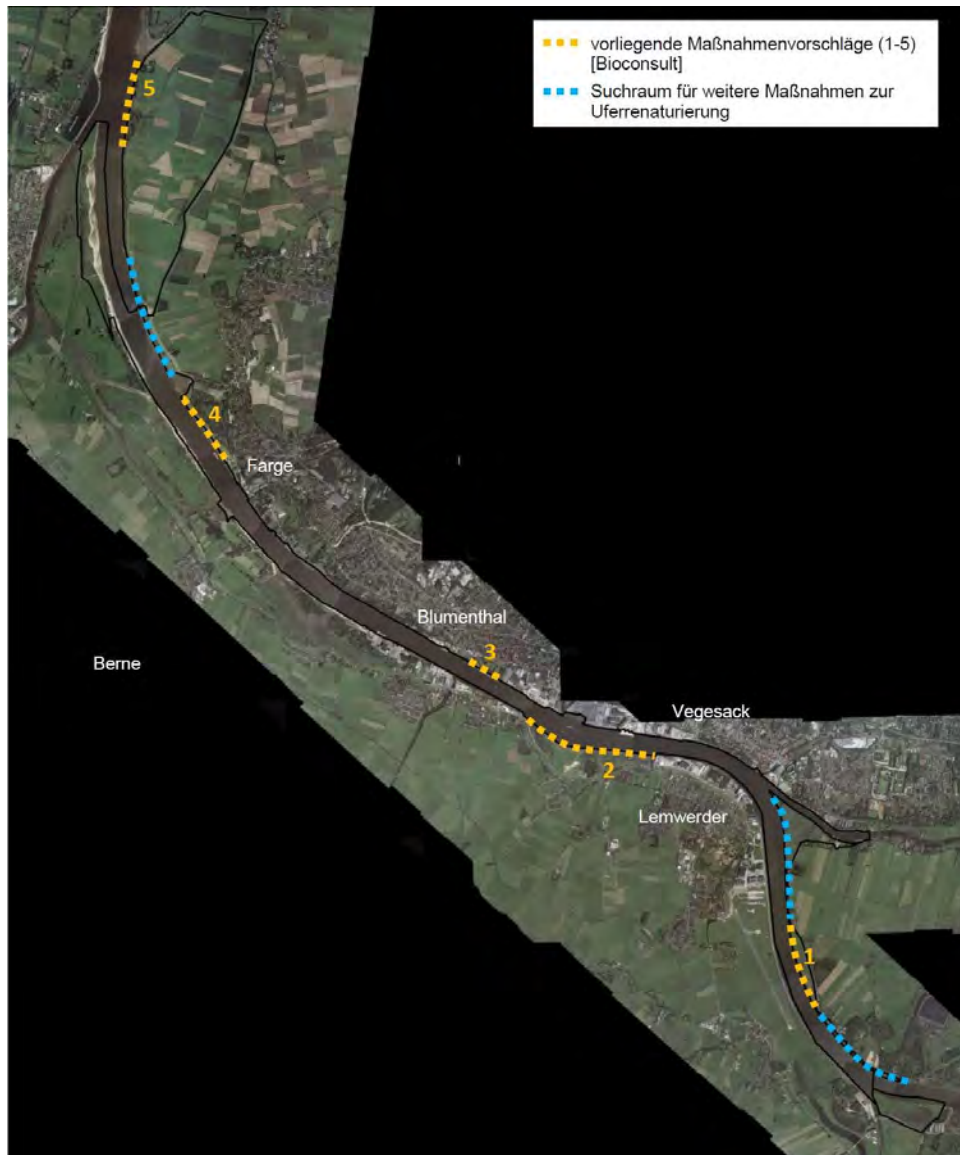 vorliegende Maßnahmenvorschläge (1-5)
[Bioconsult]
Suchraum für weitere Maßnahmen zur
Uferrenaturierung
5
4
Farge
Blumenthal
3
Berne
Vegesack
2
Lemwerder
1